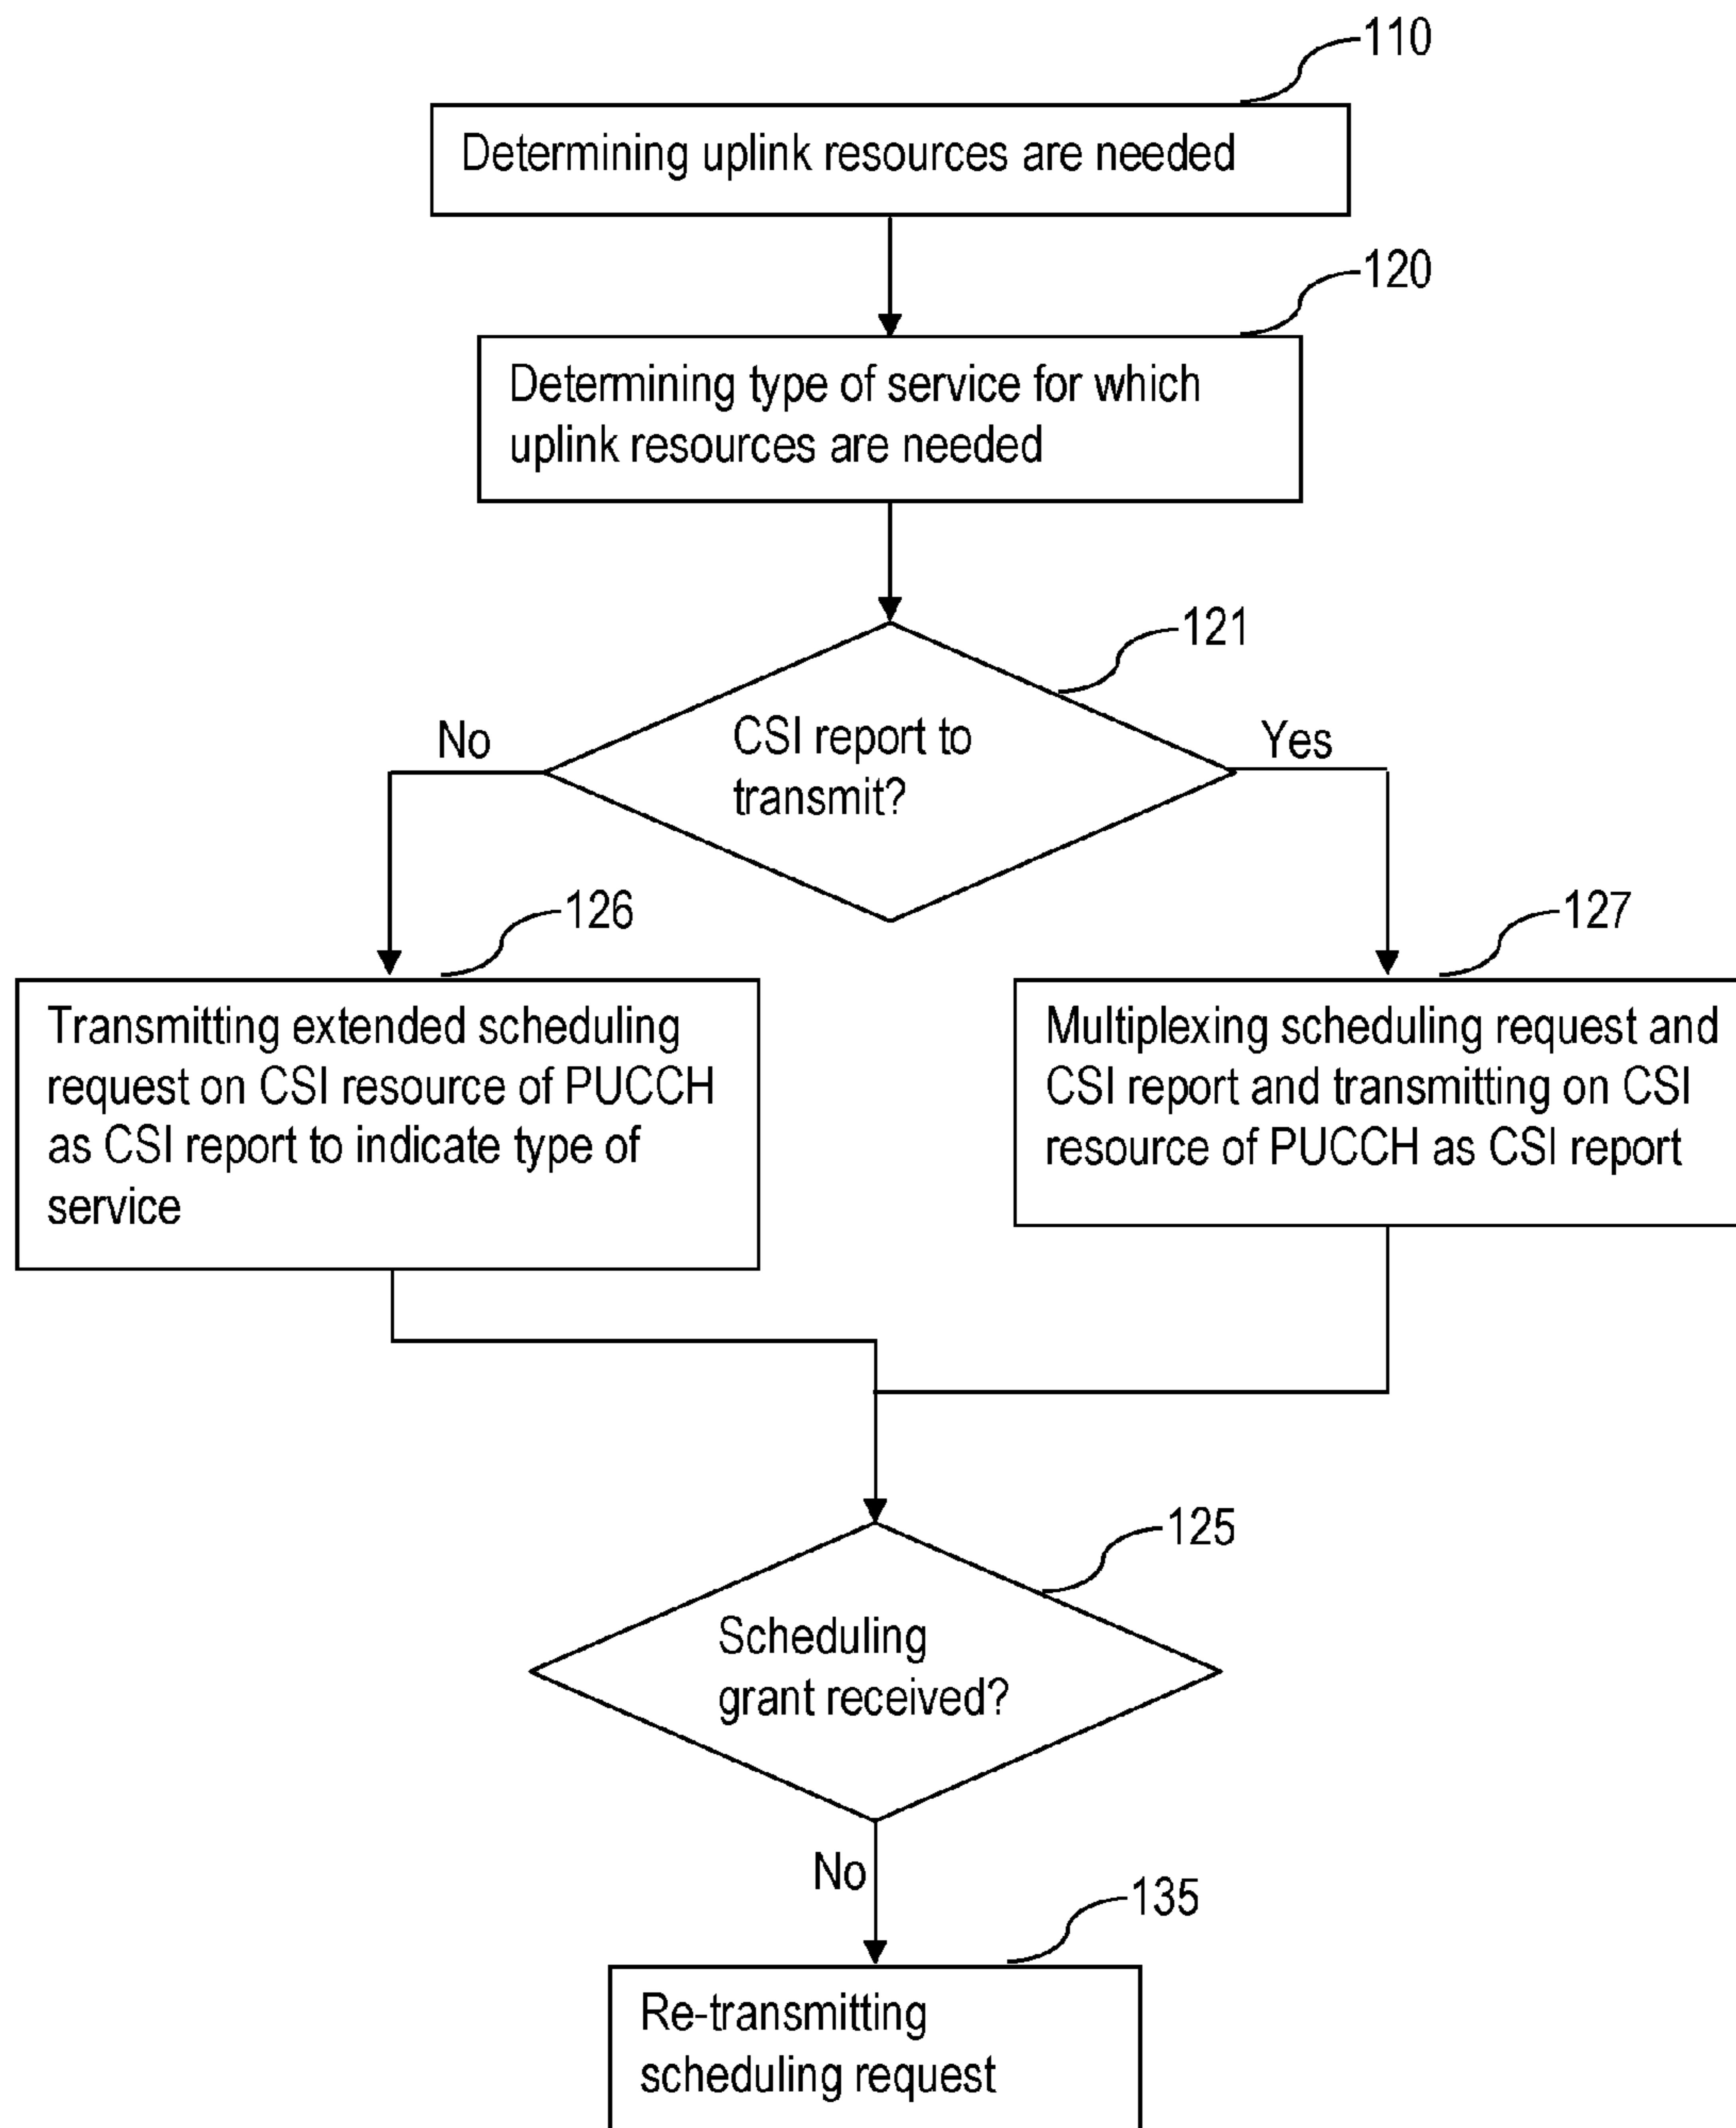 110
Determining uplink resources are needed
120
Determining type of service for which
uplink resources are needed
121
CSI report to
transmit?
No
Yes
126
127
Transmitting extended scheduling
request on CSI resource of PUCCH
as CSI report to indicate type of
service
Multiplexing scheduling request and
CSI report and transmitting on CSI
resource of PUCCH as CSI report
125
Scheduling
grant received?
No
135
Re-transmitting
scheduling request